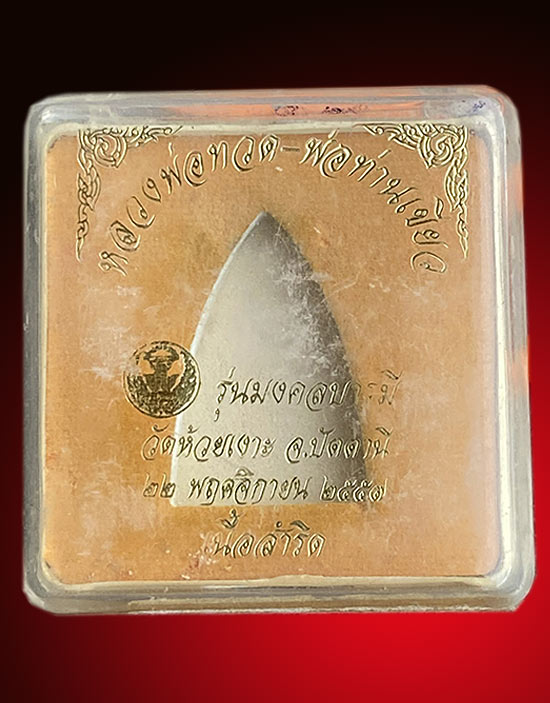 หลวงพ่อทวด-พ่อท่านเขียว
รุ่นมงคลบารมี
วัดห้วยเงาะ จ.ปัตตานี
๒๒ พฤศจิกายน ๒๕๕๗
เนื้อสำริด